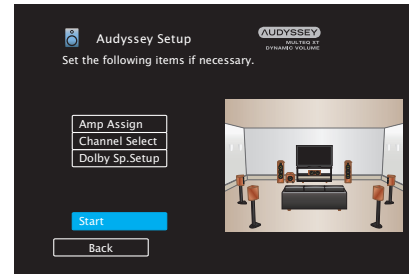 Audyssey Setup
AUDYSSEY
MULTEQ XT
DYNAMIC VOLUME
Set the following items if necessary.
Amp Assign
Channel Select
Dolby Sp.Setup
Start
Back